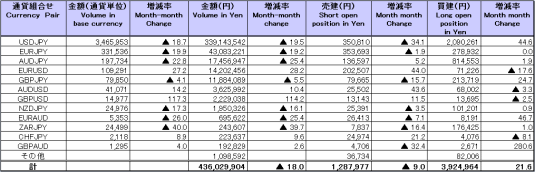 通貨組合せ 金額(通貨単位) 増減率 金額(円) 増減率 売建(円) 増減率 買建(円) 増減率
Currency Pair Volume in base currency Month-month change Volume in Yen Month-month change Short open position in Yen Month-month Change Long open position in Yen Month month Change
USDJPY 3,465,953 ▲ 18.7 339,143,542 ▲ 19.5 350,810 ▲ 34.1 2,090,261 44.6
EURJPY 331,536 ▲ 19.9 43,083,221 ▲ 19.2 353,693 ▲ 1.9 278,932 0.0
AUDJPY 197,734 ▲ 22.8 17,456,947 ▲ 25.4 136,597 5.2 814,553 1.9
EURUSD 109,291 27.2 14,202,456 28.2 202,507 44.0 71,226 ▲ 17.6
GBPJPY 79,850 ▲ 4.1 11,884,089 ▲ 5.5 79,665 ▲ 15.7 213,719 24.7
AUDUSD 41,071 14.2 3,625,992 10.4 25,502 43.6 68,002 ▲ 3.3
GBPUSD 14,977 117.3 2,229,038 114.2 13,143 11.5 13,695 ▲ 2.5
NZDJPY 24,976 ▲ 17.3 1,950,326 ▲ 16.1 25,391 ▲ 3.5 101,201 0.9
EURAUD 5,353 ▲ 26.0 695,622 ▲ 25.4 26,413 ▲ 7.1 8,191 46.7
ZARJPY 24,499 ▲ 40.0 243,607 ▲ 39.7 7,837 ▲ 16.4 176,425 1.0
CHFJPY 2,118 8.9 223,637 9.6 24,974 21.2 4,076 ▲ 8.1
GBPAUD 1,295 4.0 192,829 2.6 4,706 ▲ 32.4 2,671 280.6
その他 1,098,592 36,734 82,006
計 436,029,904 ▲ 18.0 1,287,977 ▲ 9.0 3,924,964 21.6